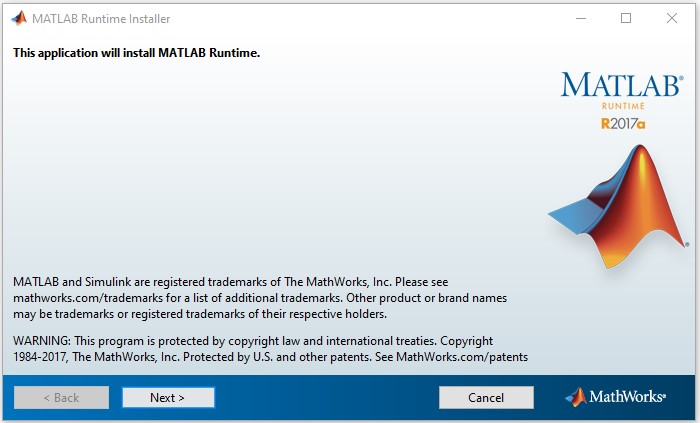 MATLAB Runtime Installer
This application will install MATLAB Runtime.
MATLAB®
RUNTIME
R2017a
®
MATLAB and Simulink are registered trademarks of The MathWorks, Inc. Please see
mathworks.com/trademarks for a list of additional trademarks. Other product or brand names
may be trademarks or registered trademarks of their respective holders.
WARNING: This program is protected by copyright law and international treaties. Copyright
1984-2017, The MathWorks, Inc. Protected by U.S. and other patents. See MathWorks.com/patents
< Back Next > Cancel MathWorks®